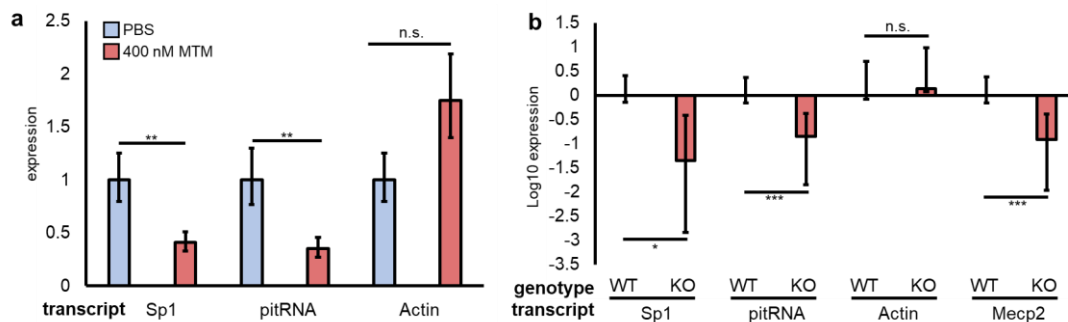 a
2.5
2
1.5
1
0.5
0
expression
PBS
400 nM MTM
**
**
n.s.
transcript Sp1 pitRNA Actin
b
1.5
1
0.5
0
-0.5
-1
-1.5
-2
-2.5
-3
-3.5
Log10 expression
n.s.
*
***
***
genotype WT KO WT KO WT KO WT KO
transcript Sp1 pitRNA Actin Mecp2